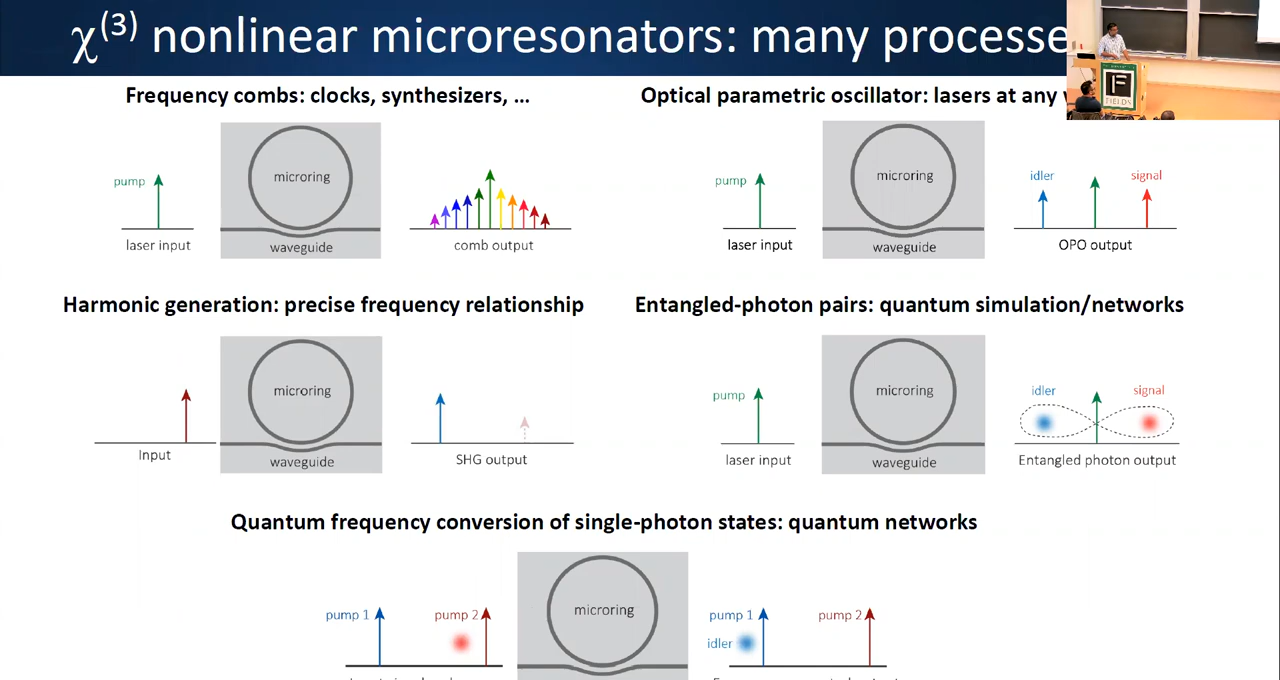 χ(3) nonlinear microresonators: many processe
Frequency combs: clocks, synthesizers, ...
pump
microring
laser input
waveguide
comb output
Optical parametric oscillator: lasers at any
pump
microring
idler
signal
laser input
waveguide
OPO output
Harmonic generation: precise frequency relationship
microring
Input
waveguide
SHG output
Entangled-photon pairs: quantum simulation/networks
pump
microring
idler
signal
laser input
waveguide
Entangled photon output
Quantum frequency conversion of single-photon states: quantum networks
pump 1
pump 2
microring
pump 1
pump 2
idler
F
FIELDS